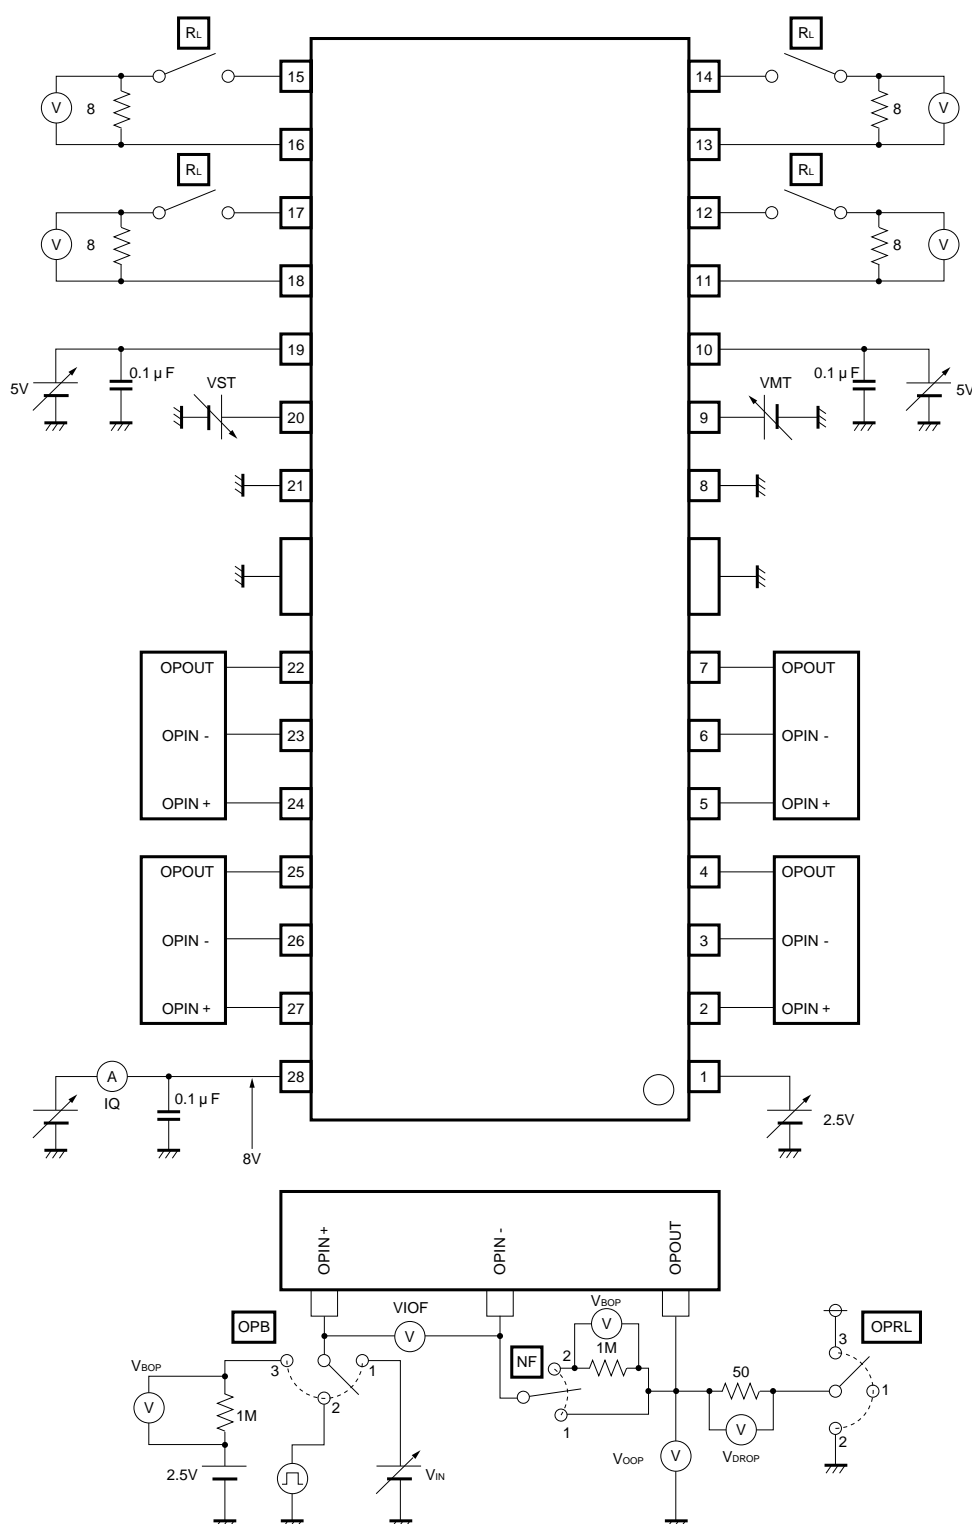 RL RL
15 14
V 8 8 V
16 13
RL RL
17 12
V 8 8 V
18 11
19 10
5V 0.1 µ F VST VMT 0.1 µ F 5V
20 9
21 8
OPOUT 22 7 OPOUT
OPIN - 23 6 OPIN -
OPIN + 24 5 OPIN +
OPOUT 25 4 OPOUT
OPIN - 26 3 OPIN -
OPIN + 27 2 OPIN +
A 28 1
IQ 0.1 µ F 2.5V
8V
OPIN + OPIN - OPOUT
OPB VIOF V VBOP V OPRL
VBOP 3 1 NF 2 1M 3
V 1M 2 1 50 1
V 2
2.5V VIN VOOP V VDROP